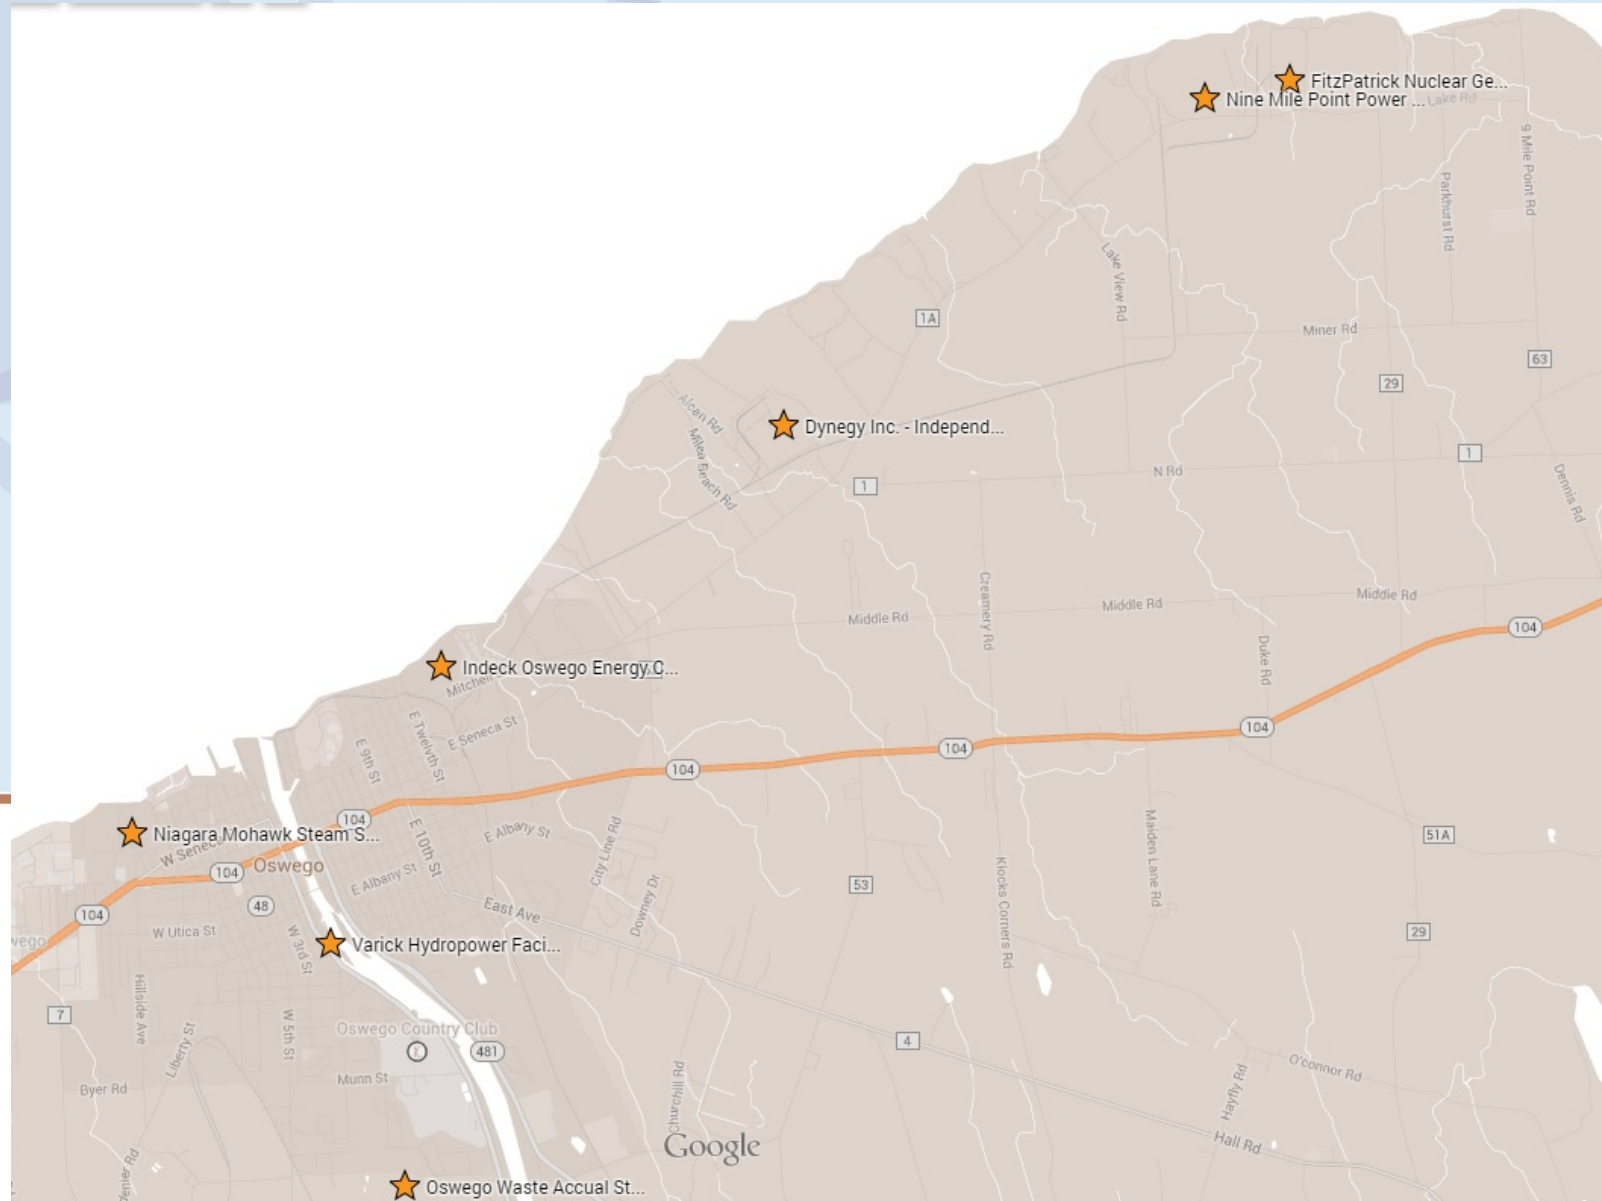 FitzPatrick Nuclear Ge...
Nine Mile Point Power ...
Lake Rd
9 Mile Point Rd
Parkhurst Rd
Lake View Rd
1A
Miner Rd
63
29
Alcan Rd
Dynegy Inc. - Independ...
Milea Beach Rd
1
N Rd
1
Dennis Rd
Creamery Rd
Middle Rd
Middle Rd
Middle Rd
104
Duke Rd
Indeck Oswego Energy C...
Mitchell
E Seneca St
E Twelvth St
E 9th St
104
104
104
104
Niagara Mohawk Steam S...
W Seneca
104
Oswego
E Albany St
E Albany St
E 10th St
City Line Rd
Downey Dr
53
Klocks Corners Rd
Maiden Lane Rd
51A
104
48
W Utica St
W 3rd St
East Ave
29
wego
Varick Hydropower Faci...
Hillside Ave
7
Liberty St
W 5th St
Oswego Country Club
481
4
Munn St
Byer Rd
Churchill Rd
Hayfly Rd
O'connor Rd
Hall Rd
Google
denier Rd
Oswego Waste Accual St...